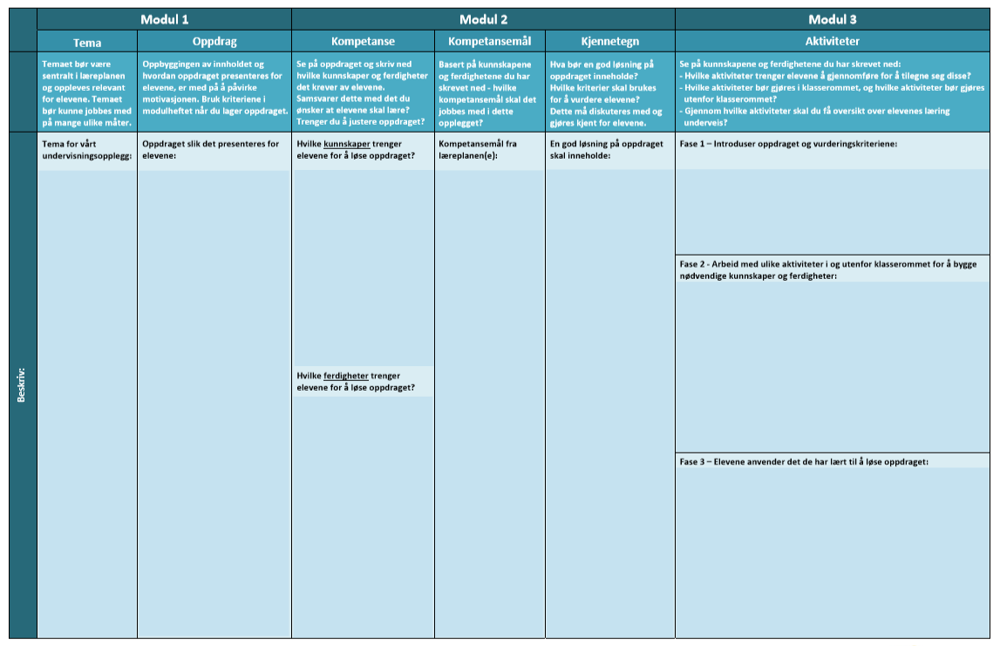 Modul 1
Modul 2
Modul 3
Tema
Oppdrag
Kompetanse
Kompetansemål
Kjennetegn
Aktiviteter
Temaet bør være
sentralt i læreplanen
og oppleves relevant
for elevene. Temaet
bør kunne jobbes med
på mange ulike måter.
Oppbyggingen av innholdet og
hvordan oppdraget presenteres for
elevene, er med på å påvirke
motivasjonen. Bruk kriteriene i
modulheftet når du lager oppdraget.
Se på oppdraget og skriv ned
hvilke kunnskaper og ferdigheter
det krever av elevene.
Samsvarer dette med det du
ønsker at elevene skal lære?
Trenger du å justere oppdraget?
Basert på kunnskapene
og ferdighetene du har
skrevet ned - hvilke
kompetansemål skal det
jobbes med i dette
opplegget?
Hva bør en god løsning på
oppdraget inneholde?
Hvilke kriterier skal brukes
for å vurdere elevene?
Dette må diskuteres med og
gjøres kjent for elevene.
Se på kunnskapene og ferdighetene du har skrevet ned:
- Hvilke aktiviteter trenger elevene å gjennomføre for å tilegne seg disse?
- Hvilke aktiviteter bør gjøres i klasserommet, og hvilke aktiviteter bør gjøres
utenfor klasserommet?
- Gjennom hvilke aktiviteter skal du få oversikt over elevenes læring
underveis?
Beskriv:
Tema for vårt
undervisningsopplegg:
Oppdraget slik det presenteres for
elevene:
Hvilke kunnskaper trenger
elevene for å løse oppdraget?
Hvilke ferdigheter trenger
elevene for å løse oppdraget?
Kompetansemål fra
læreplanen(e):
En god løsning på oppdraget
skal inneholde:
Fase 1 – Introduser oppdraget og vurderingskriteriene:
Fase 2 - Arbeid med ulike aktiviteter i og utenfor klasserommet for å bygge
nødvendige kunnskaper og ferdigheter:
Fase 3 – Elevene anvender det de har lært til å løse oppdraget: